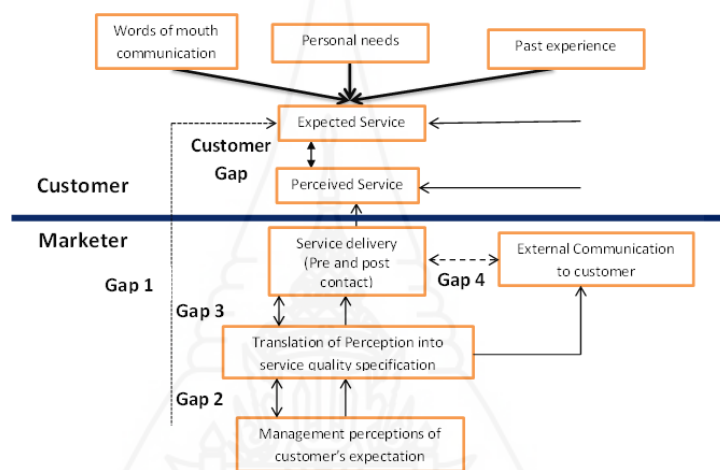 Words of mouth
communication
Personal needs
Past experience
Expected Service
Customer
Gap
Perceived Service
Customer
Marketer
Service delivery
(Pre and post
contact)
External Communication
to customer
Gap 4
Gap 1
Gap 3
Translation of Perception into
service quality specification
Gap 2
Management perceptions of
customer's expectation